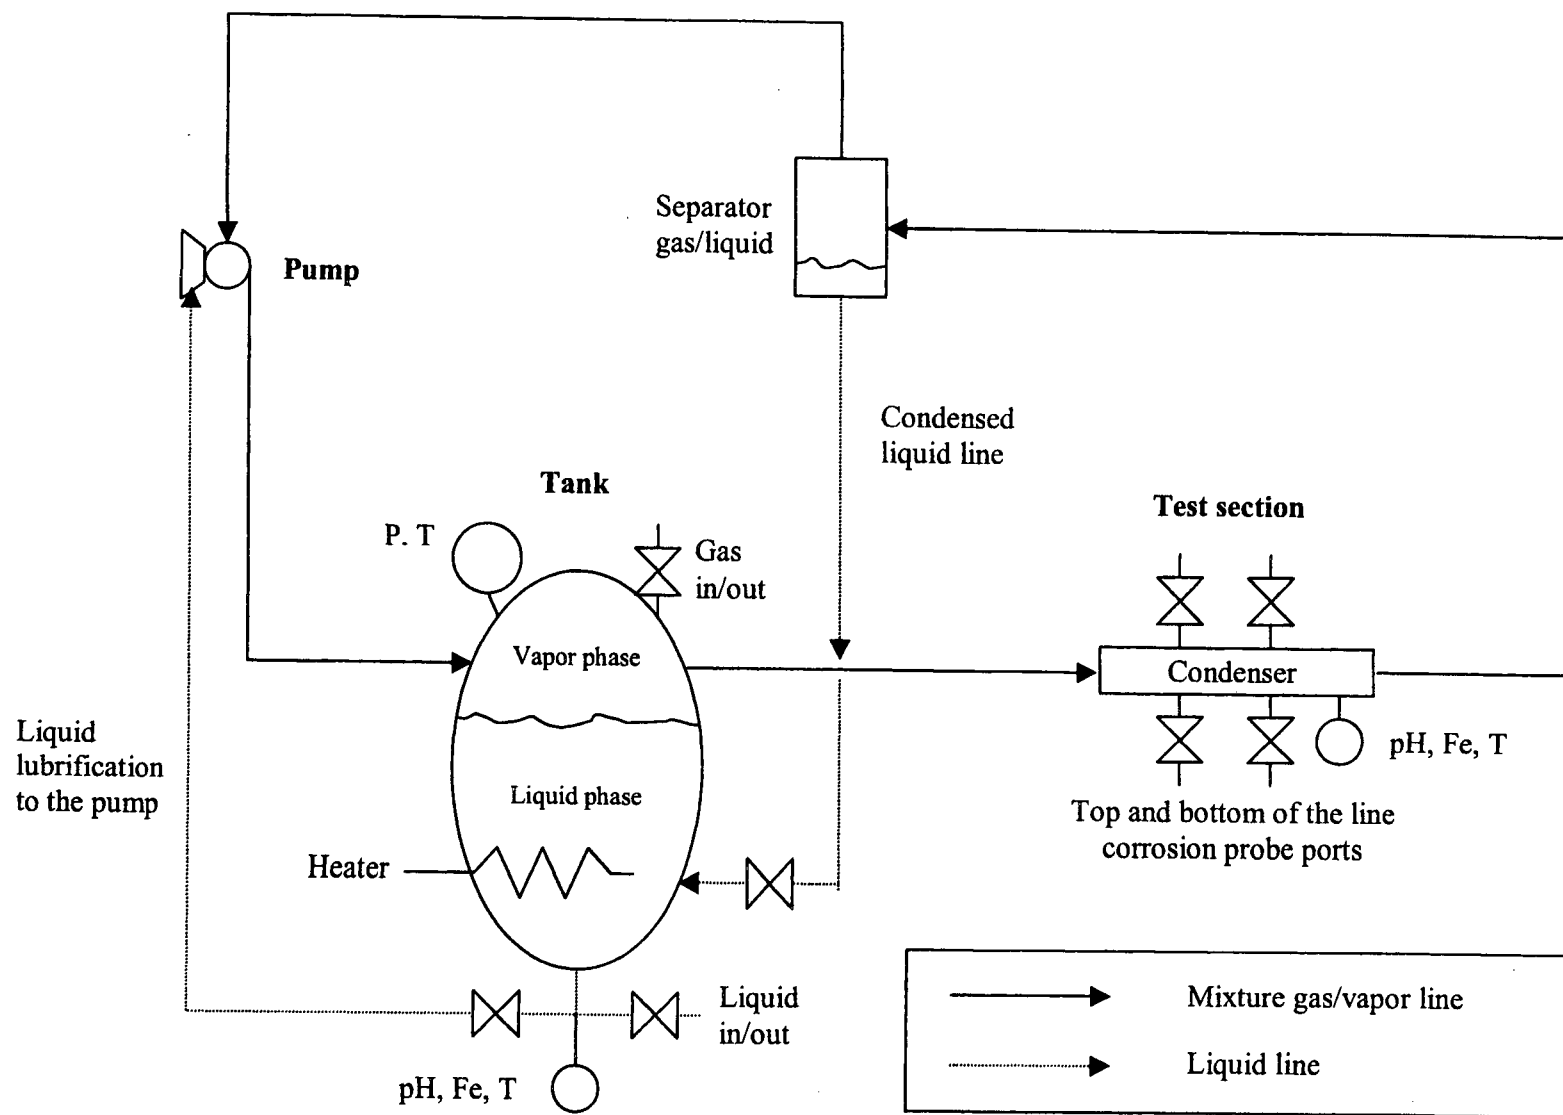 Separator
gas/liquid
Pump
Condensed
liquid line
Tank
P. T
Gas
in/out
Test section
Vapor phase
Condenser
Liquid
lubrification
to the pump
Liquid phase
pH, Fe, T
Top and bottom of the line
corrosion probe ports
Heater
Liquid
in/out
pH, Fe, T
Mixture gas/vapor line
Liquid line